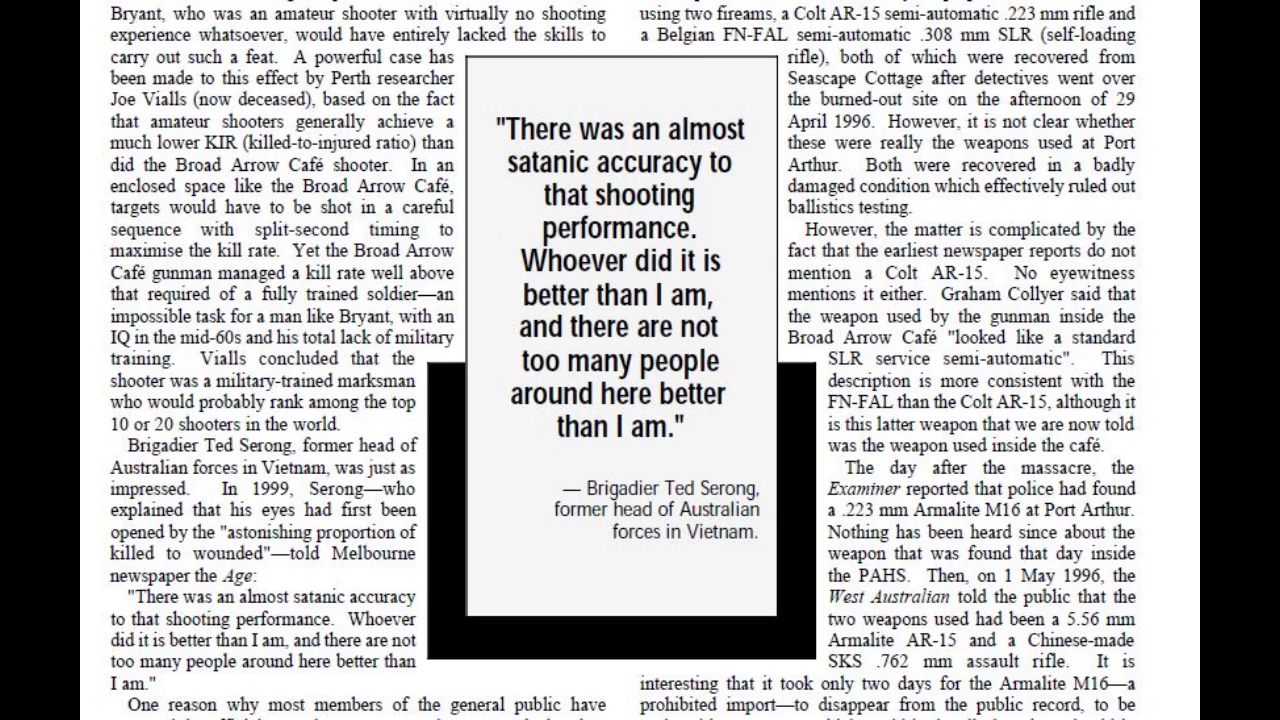 Bryant, who was an amateur shooter with virtually no shooting
experience whatsoever, would have entirely lacked the skills to
carry out such a feat. A powerful case has
been made to this effect by Perth researcher
Joe Vialls (now deceased), based on the fact
that amateur shooters generally achieve a
much lower KIR (killed-to-injured ratio) than
did the Broad Arrow Café shooter. In an
enclosed space like the Broad Arrow Café,
targets would have to be shot in a careful
sequence with split-second timing to
maximise the kill rate. Yet the Broad Arrow
Café gunman managed a kill rate well above
that required of a fully trained soldier—an
impossible task for a man like Bryant, with an
IQ in the mid-60s and his total lack of military
training. Vialls concluded that the
shooter was a military-trained marksman
who would probably rank among the top
10 or 20 shooters in the world.
Brigadier Ted Serong, former head of
Australian forces in Vietnam, was just as
impressed. In 1999, Serong—who
explained that his eyes had first been
opened by the "astonishing proportion of
killed to wounded"—told Melbourne
newspaper the Age:
"There was an almost satanic accuracy
to that shooting performance. Whoever
did it is better than I am, and there are not
too many people around here better than
I am."
One reason why most members of the general public have
"There was an almost
satanic accuracy to
that shooting
performance.
Whoever did it is
better than I am,
and there are not
too many people
around here better
than I am."
— Brigadier Ted Serong,
former head of Australian
forces in Vietnam.
using two fireams, a Colt AR-15 semi-automatic .223 mm rifle and
a Belgian FN-FAL semi-automatic .308 mm SLR (self-loading
rifle), both of which were recovered from
Seascape Cottage after detectives went over
the burned-out site on the afternoon of 29
April 1996. However, it is not clear whether
these were really the weapons used at Port
Arthur. Both were recovered in a badly
damaged condition which effectively ruled out
ballistics testing.
However, the matter is complicated by the
fact that the earliest newspaper reports do not
mention a Colt AR-15. No eyewitness
mentions it either. Graham Collyer said that
the weapon used by the gunman inside the
Broad Arrow Café "looked like a standard
SLR service semi-automatic". This
description is more consistent with the
FN-FAL than the Colt AR-15, although it
is this latter weapon that we are now told
was the weapon used inside the café.
The day after the massacre, the
Examiner reported that police had found
a .223 mm Armalite M16 at Port Arthur.
Nothing has been heard since about the
weapon that was found that day inside
the PAHS. Then, on 1 May 1996, the
West Australian told the public that the
two weapons used had been a 5.56 mm
Armalite AR-15 and a Chinese-made
SKS .762 mm assault rifle. It is
interesting that it took only two days for the Armalite M16—a
prohibited import—to disappear from the public record, to be